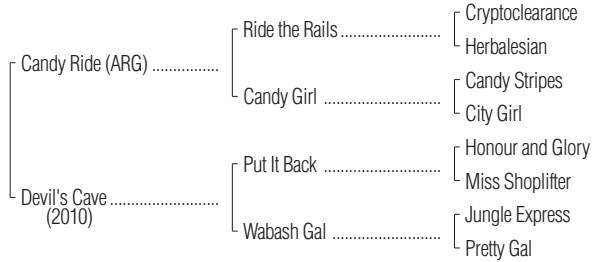 Cryptoclearance
Ride the Rails ....................
Herbalesian
Candy Ride (ARG) .............
Candy Stripes
Candy Girl .......................
City Girl
Honour and Glory
Put It Back .......................
Miss Shoplifter
Devil's Cave .....................
(2010)
Jungle Express
Wabash Gal .....................
Pretty Gal